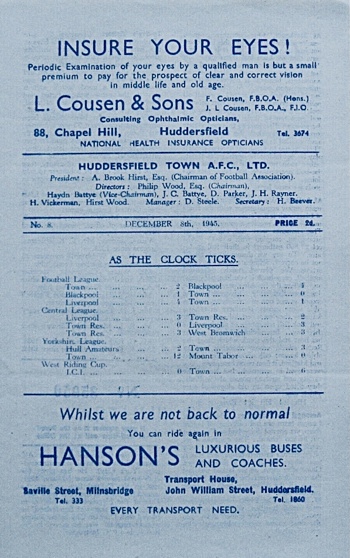 INSURE YOUR EYES!
Periodic Examination of your eyes by a qualified man is but a small
premium to pay for the prospect of clear and correct vision
in middle life and old age.
L. Cousen & Sons F. Cousen, F.B.O.A. (Hons.)
J. L. Cousen, F.B.O.A., F.I.O.
Consulting Ophthalmic Opticians,
88, Chapel Hill, Huddersfield Tel. 3674
NATIONAL HEALTH INSURANCE OPTICIANS
HUDDERSFIELD TOWN A.F.C., LTD.
President: A. Brook Hirst, Esq. (Chairman of Football Association).
Directors: Philip Wood, Esq. (Chairman),
Haydn Battye (Vice-Chairman), J. C. Battye, D. Parker, J. H. Rayner,
H. Vickerman, Hirst Wood. Manager: D. Steele. Secretary: H. Beever.
No. 8. DECEMBER 8th, 1945. PRICE 2d.
AS THE CLOCK TICKS.
Football League.
Town ... ... ... ... 2 Blackpool ... ... ...
Blackpool ... ... ... 1 Town ... ... ... ...
Liverpool ... ... ... Town ... ... ... ...
Central League.
Liverpool ... ... ... 3 Town Res. ... ... ... 2
Town Res. ... ... ... 0 Liverpool ... ... ... 3
Town Res. ... ... ... 3 West Bromwich ... ... 3
Yorkshire League.
Hull Amateurs ... ... 2 Town ... ... ... ...
Town ... ... ... ... 12 Mount Tabor ... ... 0
West Riding Cup.
I.C.I. ... ... ... ... 0 Town ... ... ... ... 6
Whilst we are not back to normal
You can ride again in
HANSON'S LUXURIOUS BUSES
AND COACHES.
Transport House,
Saville Street, Milnsbridge John William Street, Huddersfield.
Tel. 333 Tel. 1860
EVERY TRANSPORT NEED.